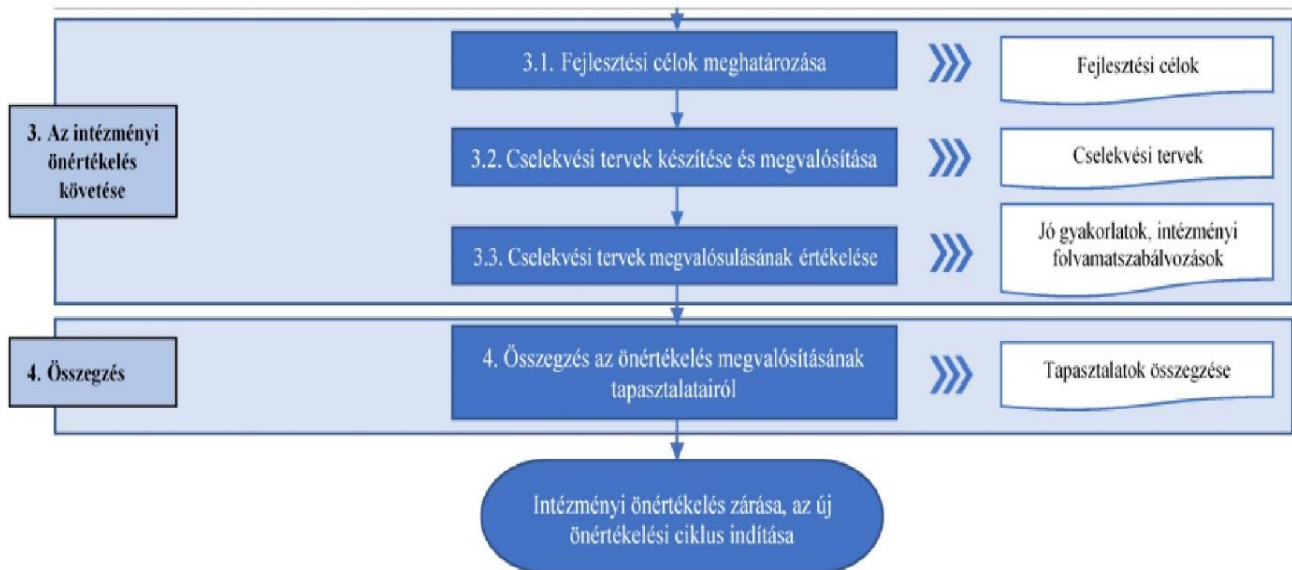 3.1. Fejlesztési célok meghatározása
Fejlesztési célok
3. Az intézményi
önértékelés
követése
3.2. Cselekvési tervek készítése és megvalósítása
Cselekvési tervek
3.3. Cselekvési tervek megvalósulásának értékelése
Jó gyakorlatok, intézményi
folyamatszabályozások
4. Összegzés
4. Összegzés az önértékelés megvalósításának
tapasztalatairól
Tapasztalatok összegzése
Intézményi önértékelés zárása, az új
önértékelési ciklus indítása